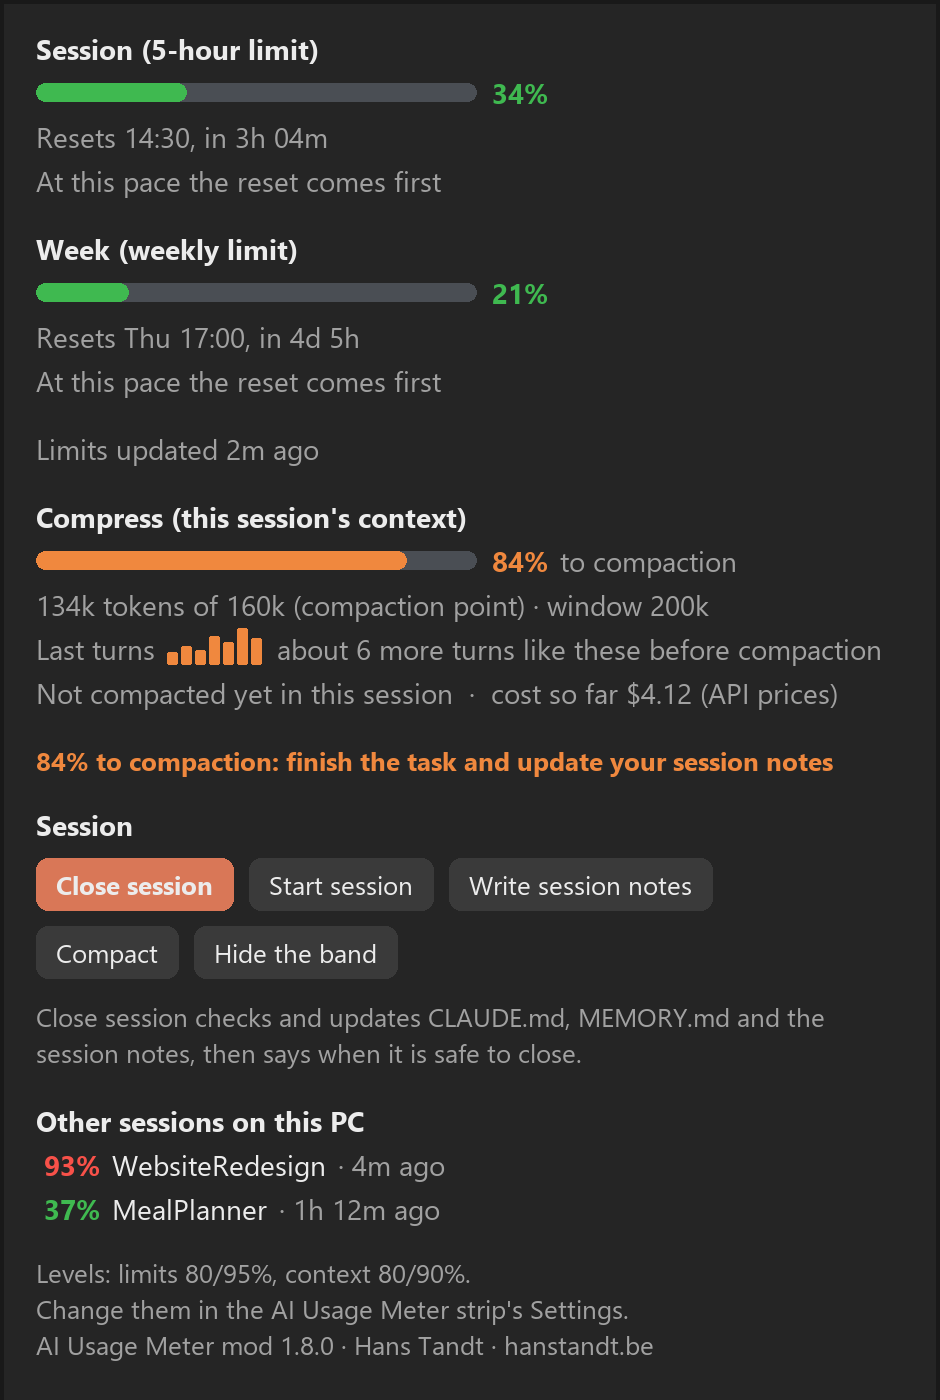 Session (5-hour limit)
34%
Resets 14:30, in 3h 04m
At this pace the reset comes first
Week (weekly limit)
21%
Resets Thu 17:00, in 4d 5h
At this pace the reset comes first
Limits updated 2m ago
Compress (this session's context)
84% to compaction
134k tokens of 160k (compaction point) · window 200k
Last turns about 6 more turns like these before compaction
Not compacted yet in this session · cost so far $4.12 (API prices)
84% to compaction: finish the task and update your session notes
Session
Close session Start session Write session notes
Compact Hide the band
Close session checks and updates CLAUDE.md, MEMORY.md and the
session notes, then says when it is safe to close.
Other sessions on this PC
93% WebsiteRedesign · 4m ago
37% MealPlanner · 1h 12m ago
Levels: limits 80/95%, context 80/90%.
Change them in the AI Usage Meter strip's Settings.
AI Usage Meter mod 1.8.0 · Hans Tandt · hanstandt.be